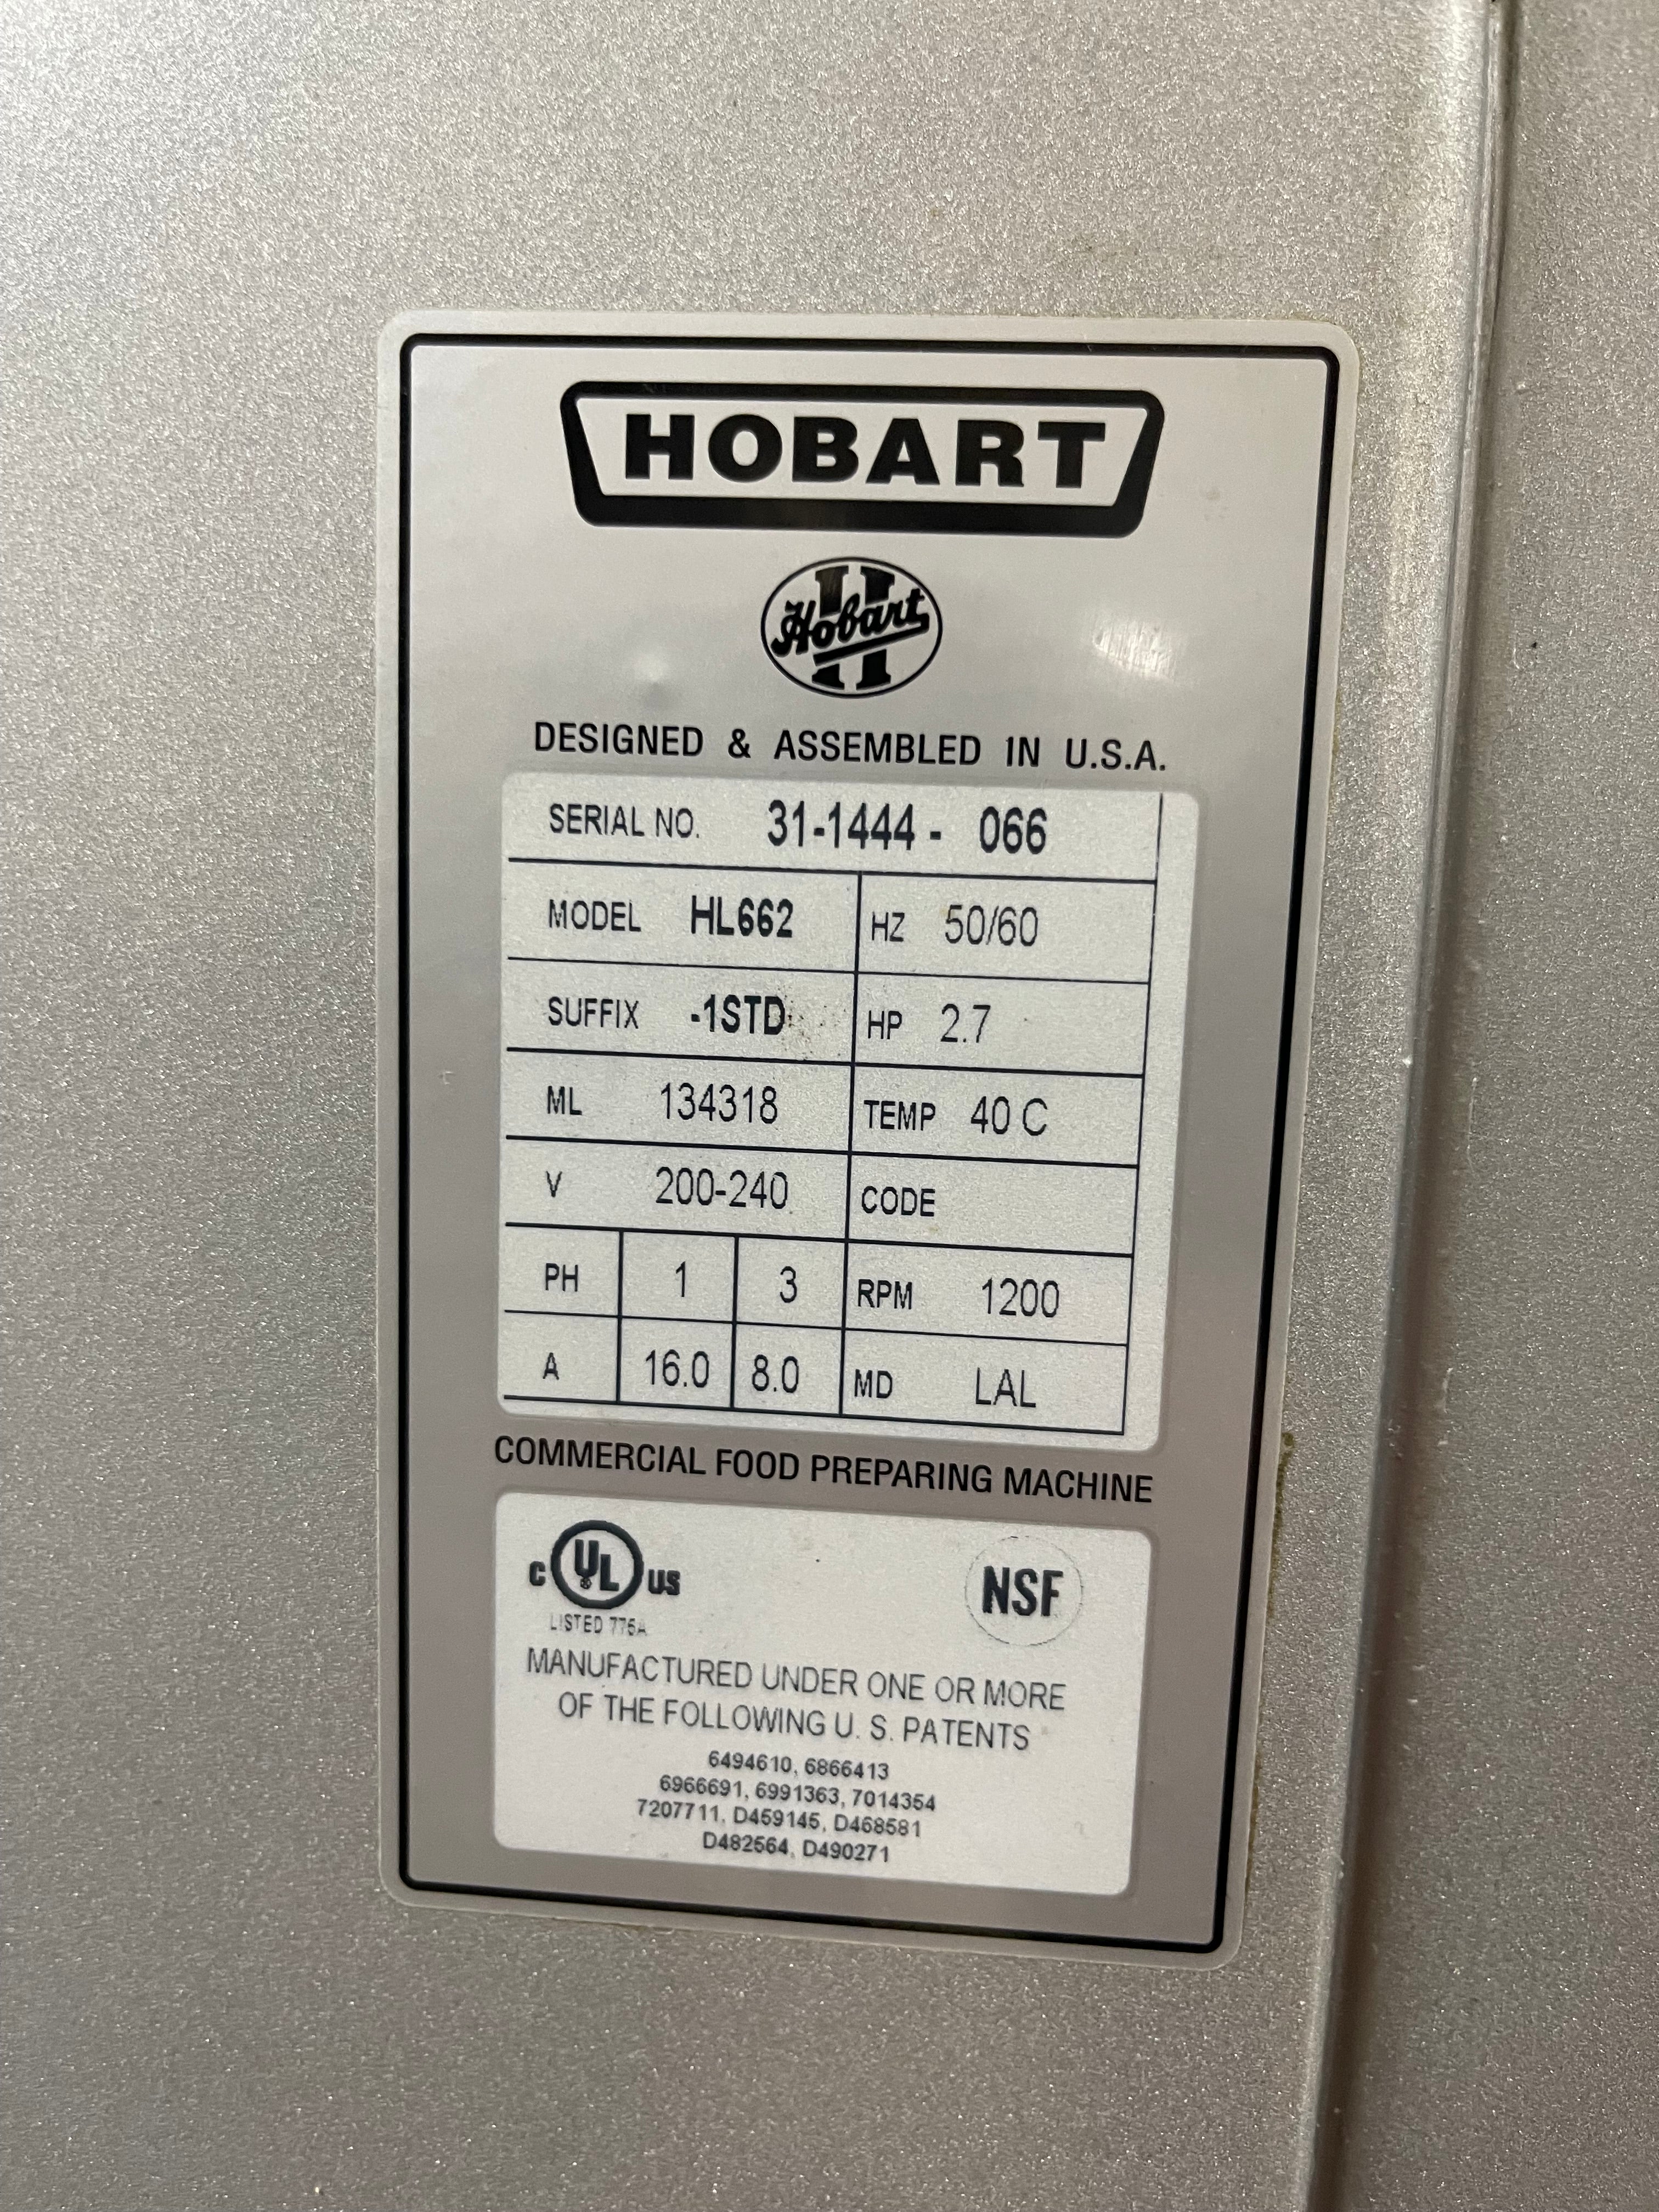 HOBART
Hobart
DESIGNED & ASSEMBLED IN U.S.A.
SERIAL NO. 31-1444 - 066
MODEL HL662 HZ 50/60
SUFFIX -1STD HP 2.7
ML 134318 TEMP 40 C
V 200-240 CODE
PH 1 3 RPM 1200
A 16.0 8.0 MD LAL
COMMERCIAL FOOD PREPARING MACHINE
C UL US NSF
LISTED 775A
MANUFACTURED UNDER ONE OR MORE
OF THE FOLLOWING U. S. PATENTS
6494610, 6866413
6966691, 6991363, 7014354
7207711, D459145, D468581
D482564, D490271